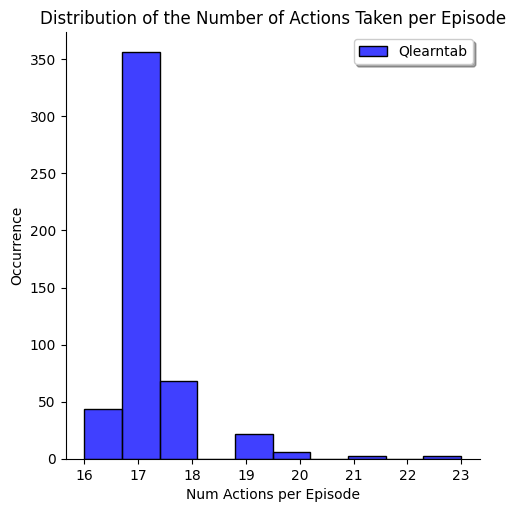 Distribution of the Number of Actions Taken per Episode
Qlearntab
350
300
250
200
150
100
50
0
Occurrence
16 17 18 19 20 21 22 23
Num Actions per Episode